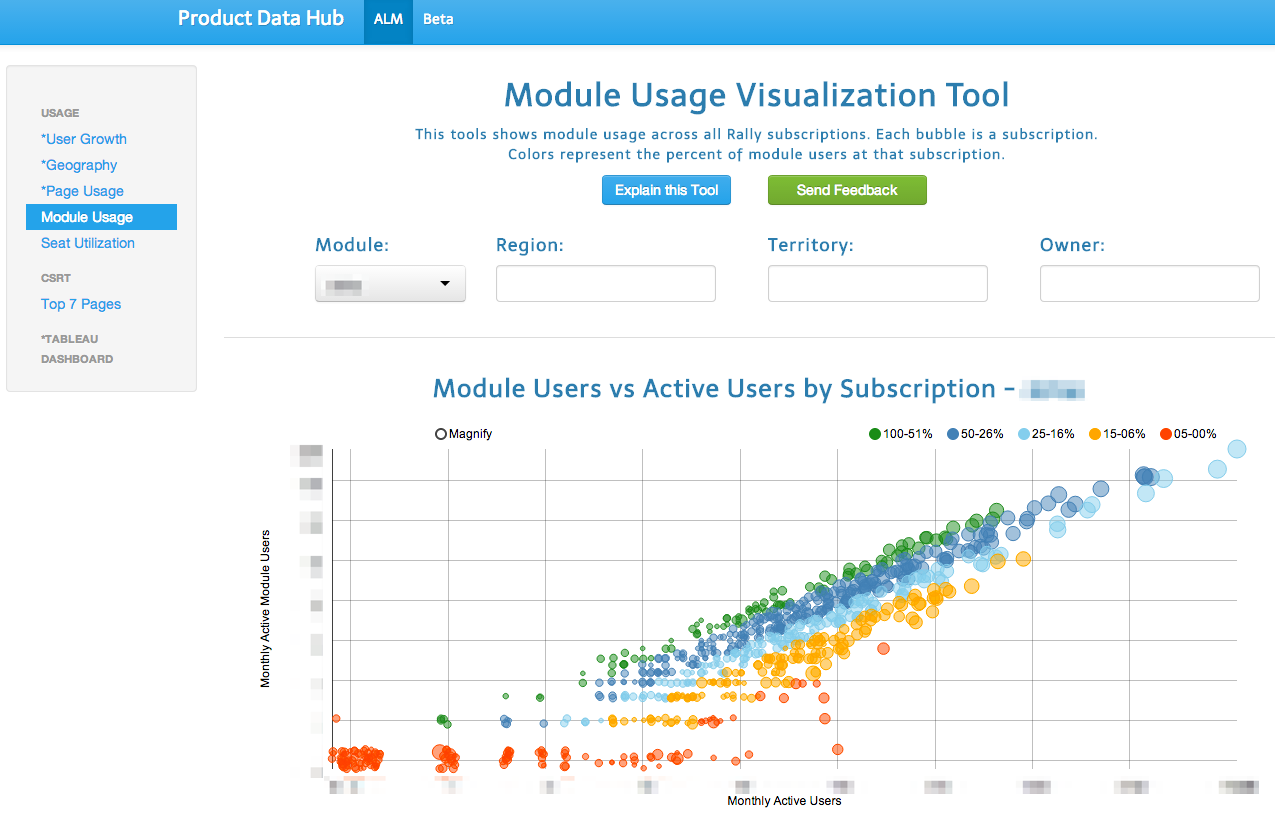 Product Data Hub
ALM
Beta
USAGE
*User Growth
*Geography
*Page Usage
Module Usage
Seat Utilization
CSRT
Top 7 Pages
*TABLEAU
DASHBOARD
Module Usage Visualization Tool
This tools shows module usage across all Rally subscriptions. Each bubble is a subscription.
Colors represent the percent of module users at that subscription.
Explain this Tool
Send Feedback
Module:
Region:
Territory:
Owner:
Module Users vs Active Users by Subscription -
Magnify
100-51%
50-26%
25-16%
15-06%
05-00%
Monthly Active Module Users
Monthly Active Users